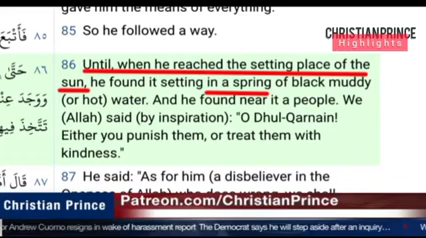 gave him the means of everything.
٨٥ 85 So he followed a way.
CHRISTIANPRINCE
Highlights
٨٦ 86 Until, when he reached the setting place of the
sun, he found it setting in a spring of black muddy
(or hot) water. And he found near it a people. We
(Allah) said (by inspiration): "O Dhul-Qarnain!
Either you punish them, or treat them with
kindness."
٨٧ 87 He said: "As for him (a disbeliever in the
Christian Prince Patreon.com/ChristianPrince
or Andrew Cuomo resigns in wake of harassment report The Democrat says he will step aside after an inquiry...